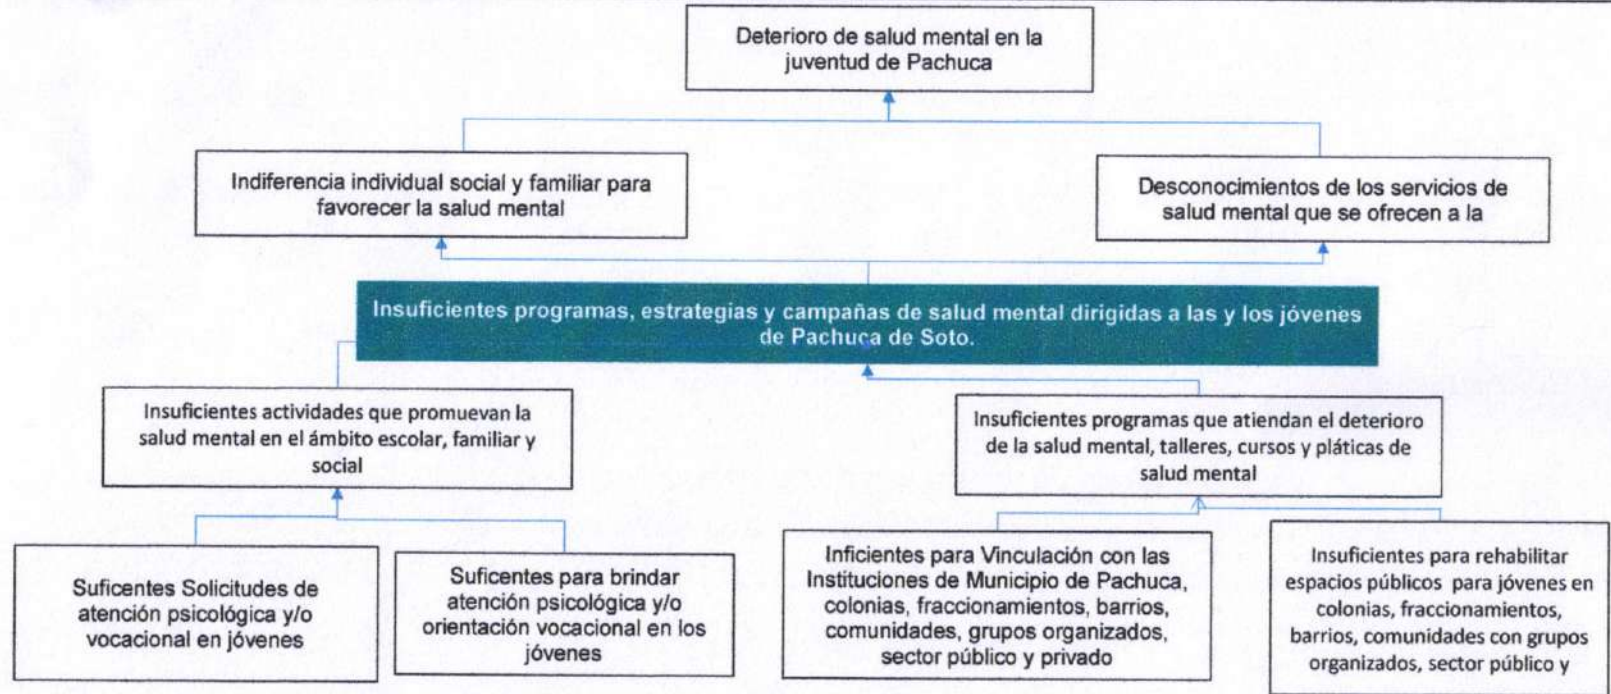 Deterioro de salud mental en la
juventud de Pachuca
Indiferencia individual social y familiar para
favorecer la salud mental
Desconocimientos de los servicios de
salud mental que se ofrecen a la
Insuficientes programas, estrategias y campañas de salud mental dirigidas a las y los jóvenes
de Pachuca de Soto.
Insuficientes actividades que promuevan la
salud mental en el ámbito escolar, familiar y
social
Insuficientes programas que atiendan el deterioro
de la salud mental, talleres, cursos y pláticas de
salud mental
Suficentes Solicitudes de
atención psicológica y/o
vocacional en jóvenes
Suficentes para brindar
atención psicológica y/o
orientación vocacional en los
jóvenes
Inficientes para Vinculación con las
Instituciones de Municipio de Pachuca,
colonias, fraccionamientos, barrios,
comunidades, grupos organizados,
sector público y privado
Insuficientes para rehabilitar
espacios públicos para jóvenes en
colonias, fraccionamientos,
barrios, comunidades con grupos
organizados, sector público y